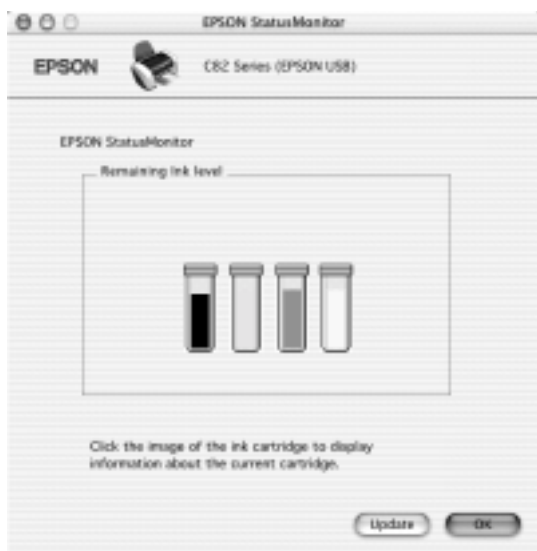 EPSON StatusMonitor
EPSON
C82 Series (EPSON USB)
EPSON StatusMonitor
Remaining ink level
Click the image of the ink cartridge to display
information about the current cartridge.
Update
OK